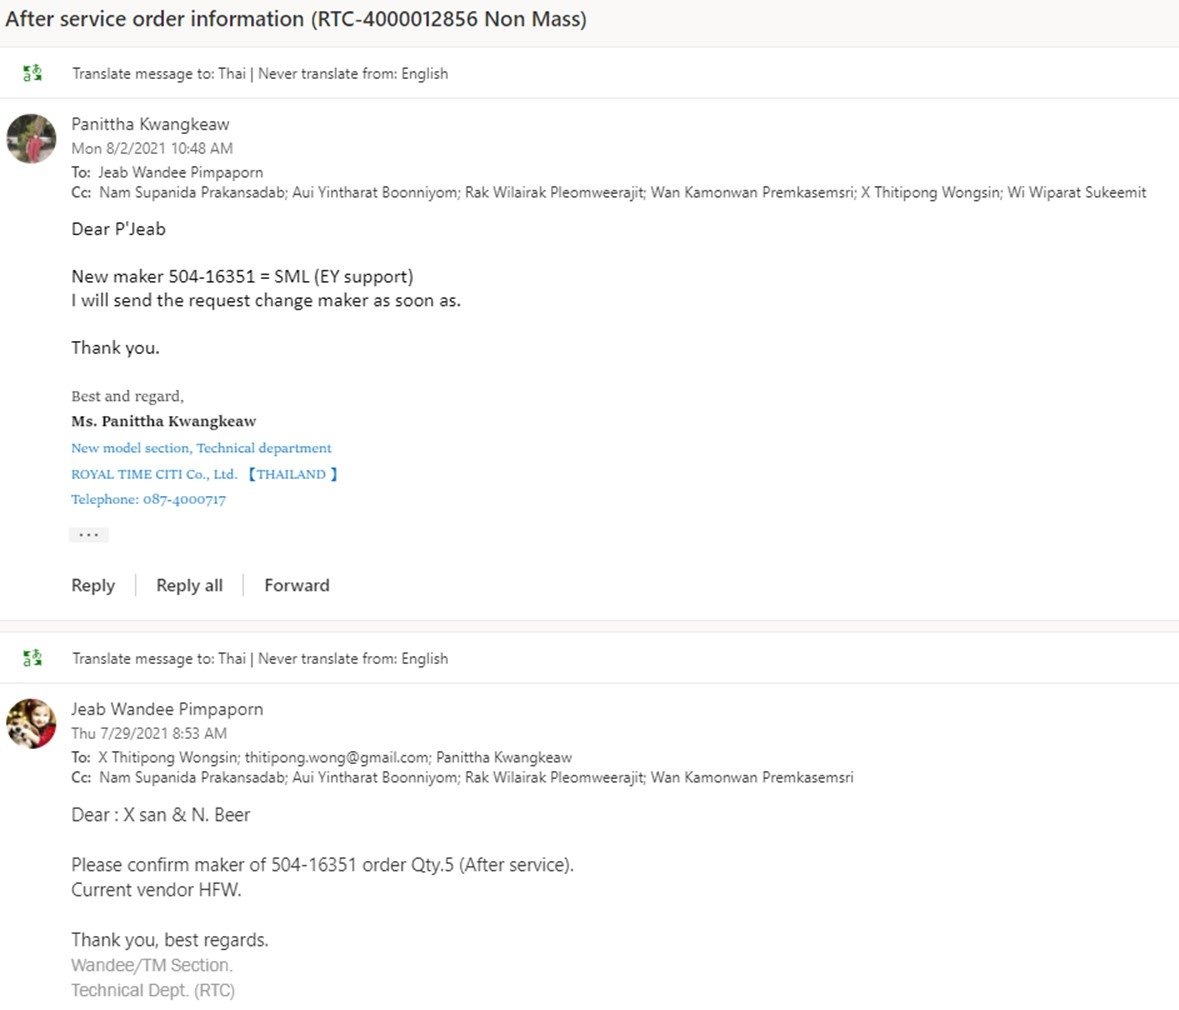 After service order information (RTC-4000012856 Non Mass)
Translate message to: Thai | Never translate from: English
Panittha Kwangkeaw
Mon 8/2/2021 10:48 AM
To: Jeab Wandee Pimpaporn
Cc: Nam Supanida Prakansadab; Aui Yintharat Boonniyom; Rak Wilairak Pleomweerajit; Wan Kamonwan Premkasemsri; X Thitipong Wongsin; Wi Wiparat Sukeemit
Dear P'Jeab
New maker 504-16351 = SML (EY support)
I will send the request change maker as soon as.
Thank you.
Best and regard,
Ms. Panittha Kwangkeaw
New model section, Technical department
ROYAL TIME CITI Co., Ltd. 【THAILAND 】
Telephone: 087-4000717
...
Reply | Reply all | Forward
Translate message to: Thai | Never translate from: English
Jeab Wandee Pimpaporn
Thu 7/29/2021 8:53 AM
To: X Thitipong Wongsin; thitipong.wong@gmail.com; Panittha Kwangkeaw
Cc: Nam Supanida Prakansadab; Aui Yintharat Boonniyom; Rak Wilairak Pleomweerajit; Wan Kamonwan Premkasemsri
Dear : X san & N. Beer
Please confirm maker of 504-16351 order Qty.5 (After service).
Current vendor HFW.
Thank you, best regards.
Wandee/TM Section.
Technical Dept. (RTC)